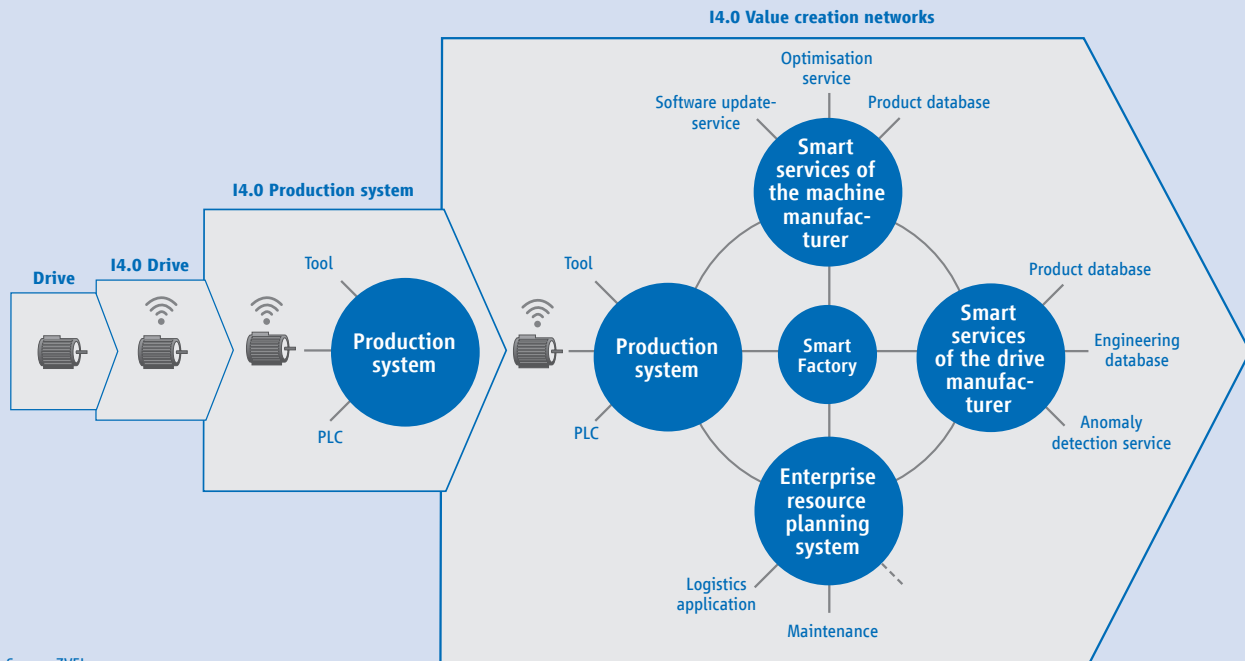 I4.0 Value creation networks
Optimisation
service
Software update-
service
Product database
Smart
services of
the machine
manufac-
turer
I4.0 Production system
Drive
I4.0 Drive
Tool
Production
system
PLC
Tool
Production
system
PLC
Smart
Factory
Product database
Smart
services
of the drive
manufac-
turer
Engineering
database
Anomaly
detection service
Enterprise
resource
planning
system
Logistics
application
Maintenance